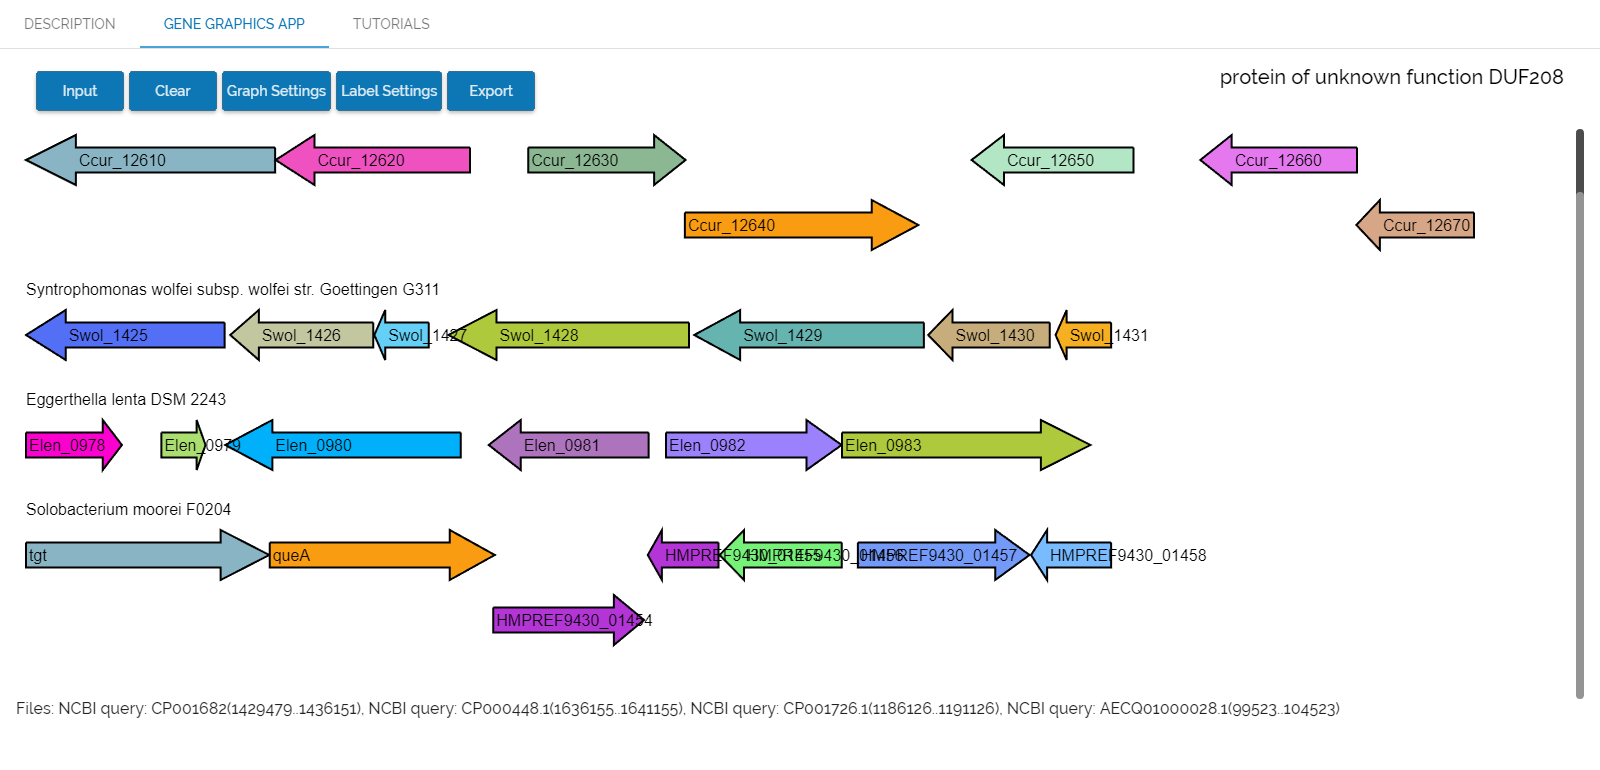 DESCRIPTION GENE GRAPHICS APP TUTORIALS
Input Clear Graph Settings Label Settings Export
protein of unknown function DUF208
Ccur_12610 Ccur_12620 Ccur_12630 Ccur_12650 Ccur_12660
Ccur_12640 Ccur_12670
Syntrophomonas wolfei subsp. wolfei str. Goettingen G311
Swol_1425 Swol_1426 Swol_1427 Swol_1428 Swol_1429 Swol_1430 Swol_1431
Eggerthella lenta DSM 2243
Elen_0978 Elen_0979 Elen_0980 Elen_0981 Elen_0982 Elen_0983
Solobacterium moorei F0204
tgt queA HMPREF9430_01455 HMPREF9430_01456 HMPREF9430_01457 HMPREF9430_01458
HMPREF9430_01454
Files: NCBI query: CP001682(1429479..1436151), NCBI query: CP000448.1(1636155..1641155), NCBI query: CP001726.1(1186126..1191126), NCBI query: AECQ01000028.1(99523..104523)